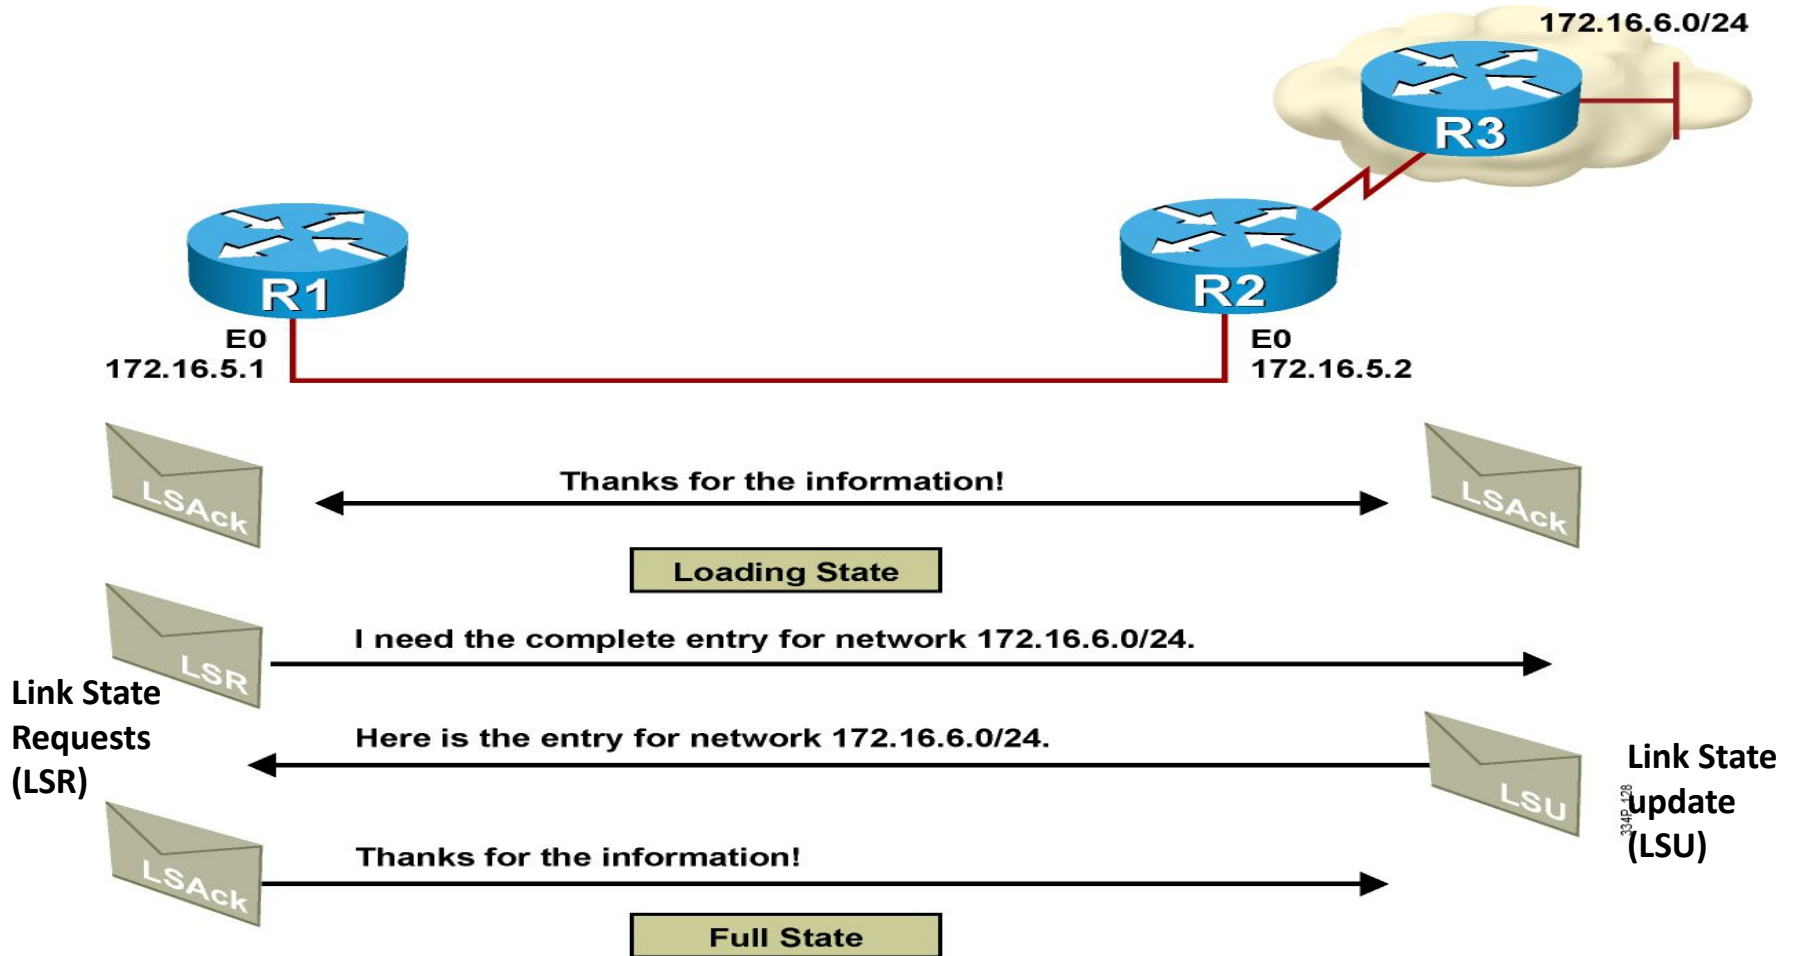 172.16.6.0/24
R3
R1
R2
E0
172.16.5.1
E0
172.16.5.2
LSAck
Thanks for the information!
LSAck
Loading State
LSR
I need the complete entry for network 172.16.6.0/24.
Link State
Requests
(LSR)
Here is the entry for network 172.16.6.0/24.
LSU
Link State
update
(LSU)
334P_128
LSAck
Thanks for the information!
Full State